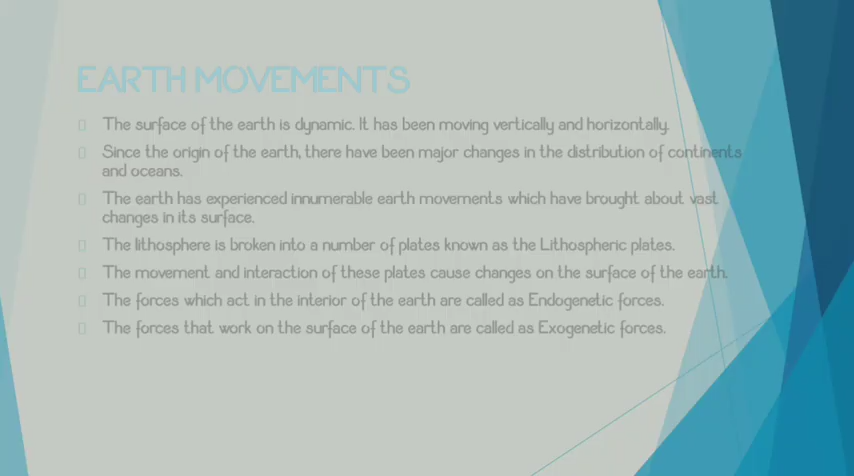 EARTH MOVEMENTS
The surface of the earth is dynamic. It has been moving vertically and horizontally.
Since the origin of the earth, there have been major changes in the distribution of continents
and oceans.
The earth has experienced innumerable earth movements which have brought about vast
changes in its surface.
The lithosphere is broken into a number of plates known as the Lithospheric plates.
The movement and interaction of these plates cause changes on the surface of the earth.
The forces which act in the interior of the earth are called as Endogenetic forces.
The forces that work on the surface of the earth are called as Exogenetic forces.